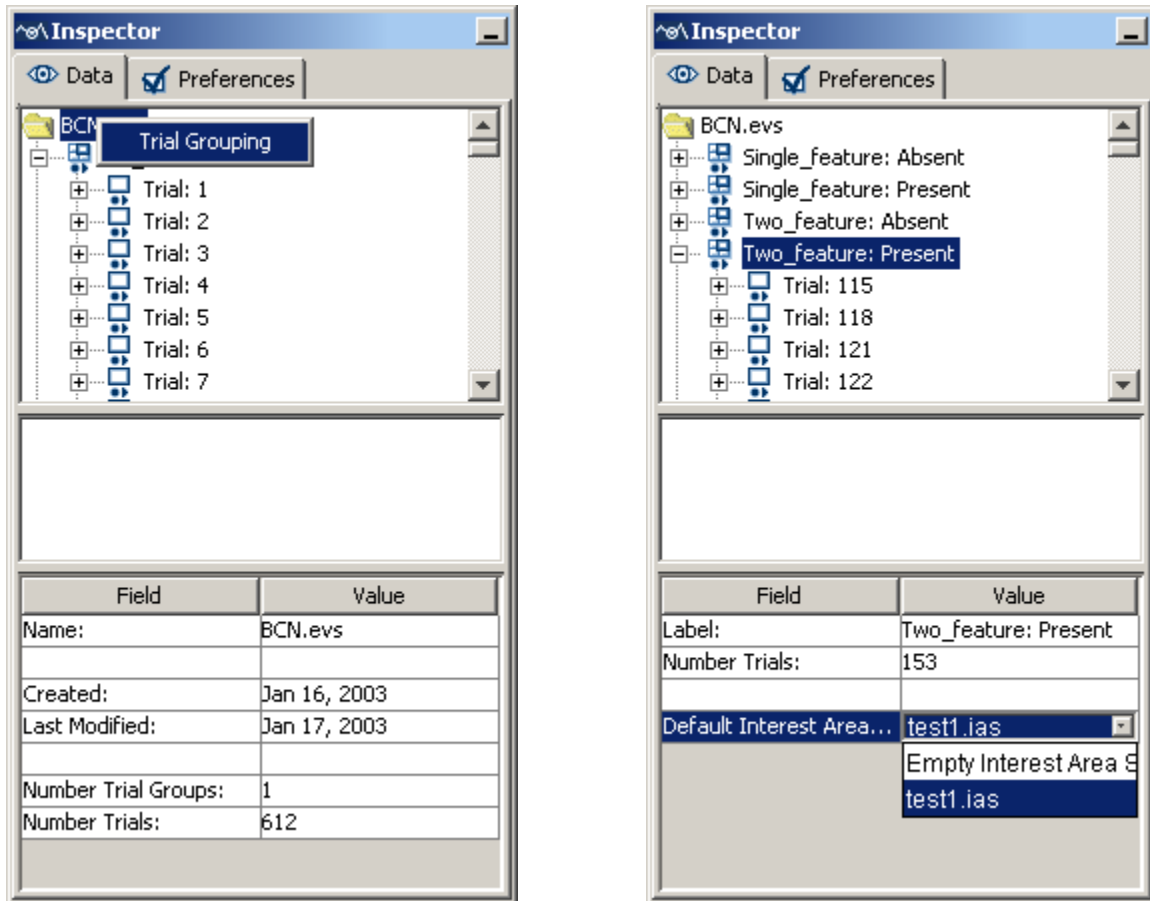 Inspector
Data Preferences
BCN
Trial Grouping
Trial: 1
Trial: 2
Trial: 3
Trial: 4
Trial: 5
Trial: 6
Trial: 7
Field Value
Name: BCN.evs
Created: Jan 16, 2003
Last Modified: Jan 17, 2003
Number Trial Groups: 1
Number Trials: 612
Inspector
Data Preferences
BCN.evs
Single_feature: Absent
Single_feature: Present
Two_feature: Absent
Two_feature: Present
Trial: 115
Trial: 118
Trial: 121
Trial: 122
Field Value
Label: Two_feature: Present
Number Trials: 153
Default Interest Area... test1.ias
Empty Interest Area S
test1.ias